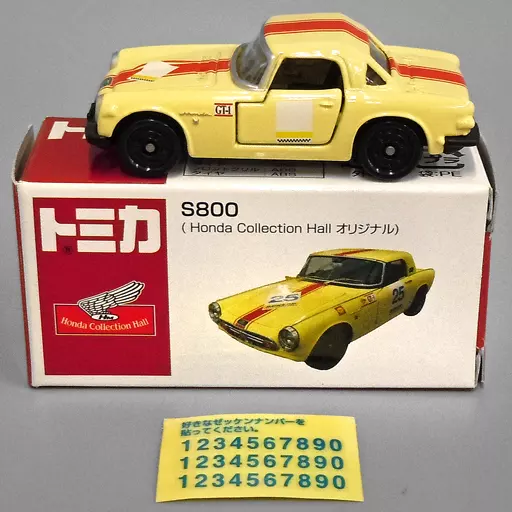 GT-I
トミカ
S800
( Honda Collection Hall オリジナル)
Honda Collection Hall
25
25
好きなゼッケンナンバーを
貼ってください。
1234567890
1234567890
1234567890